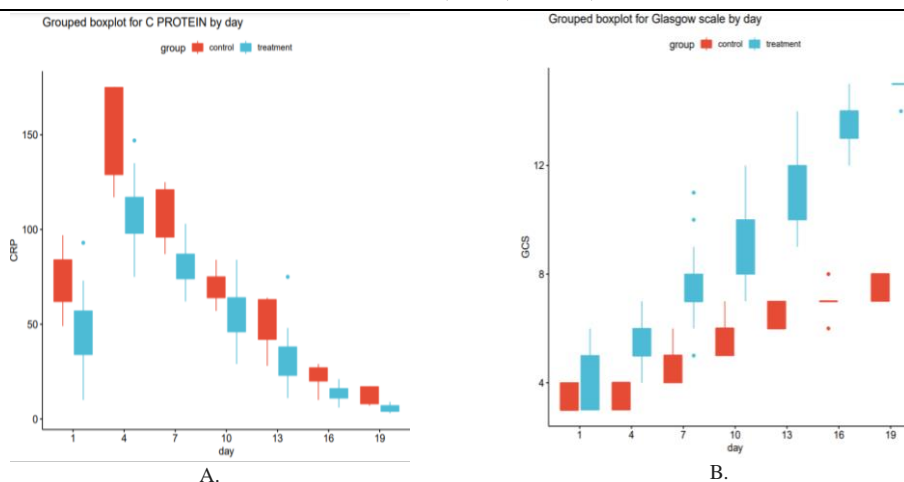 Grouped boxplot for C PROTEIN by day
group control treatment
150
100
50
0
CRP
1 4 7 10 13 16 19
day
A.
Grouped boxplot for Glasgow scale by day
group control treatment
12
8
4
GCS
1 4 7 10 13 16 19
day
B.